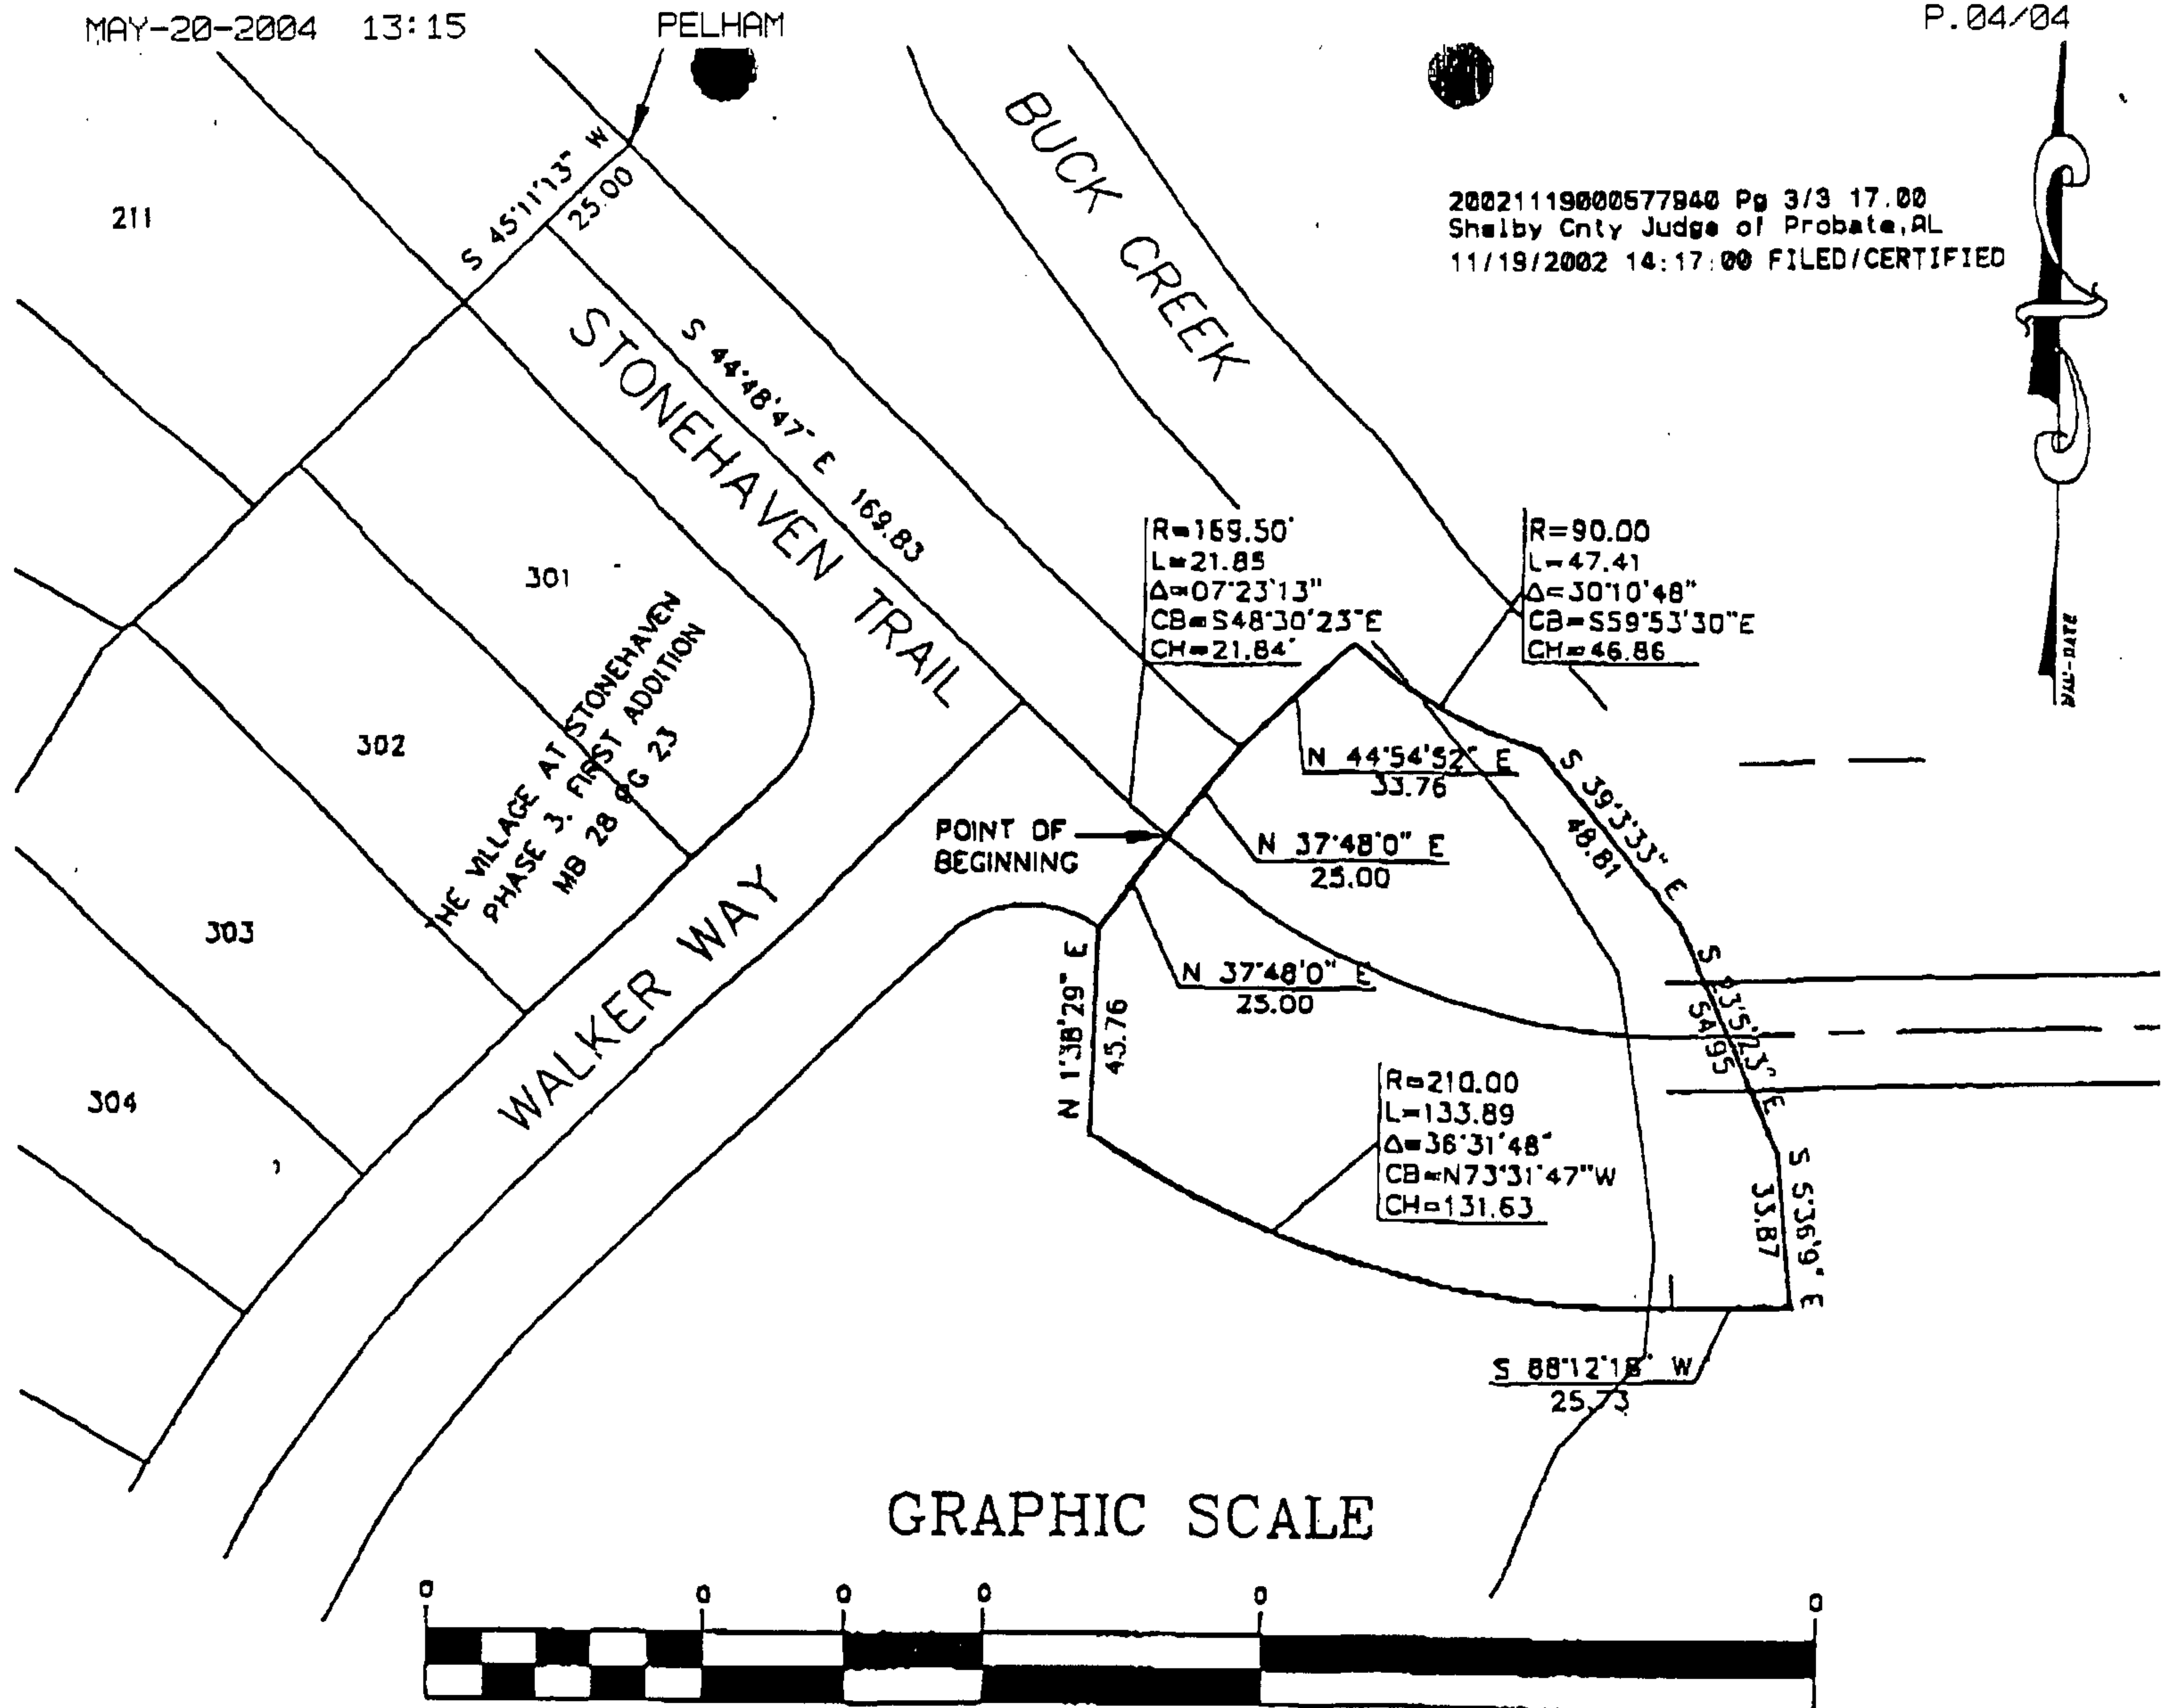 MAY-20-2004 13:15 PELHAM P.04/04
20021119000577940 Pg 3/3 17.00
Shelby Cnty Judge of Probate,AL
11/19/2002 14:17:00 FILED/CERTIFIED
BUCK CREEK
S 45°11'13" W
25.00
211
STONEHAVEN TRAIL
S 44°48'47" E 169.83
R=169.50'
L=21.85
Δ=07°23'13"
CB=S48°30'23"E
CH=21.84'
R=90.00
L=47.41
Δ=30°10'48"
CB=S59°53'30"E
CH=46.86
301
302
THE VILLAGE AT STONEHAVEN
PHASE 3. FIRST ADDITION
MB 28 PG 23
N 44°54'52" E
33.76
S 39°3'33" E
48.81
POINT OF
BEGINNING
N 37°48'0" E
25.00
N 37°48'0" E
25.00
303
WALKER WAY
N 1°38'29" E
45.76
54.95
304
R=210.00
L=133.89
Δ=36°31'48"
CB=N73°31'47"W
CH=131.63
S 5°36'9" E
33.87
S 88°12'18" W
25.73
GRAPHIC SCALE
0 0 0 0 0 0